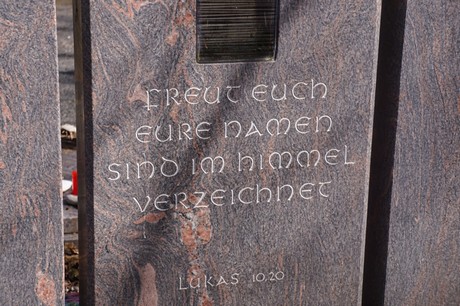 FREUT EUCH
EURE NAMEN
SIND IM HIMMEL
VERZEICHNET
LUKAS 10,20